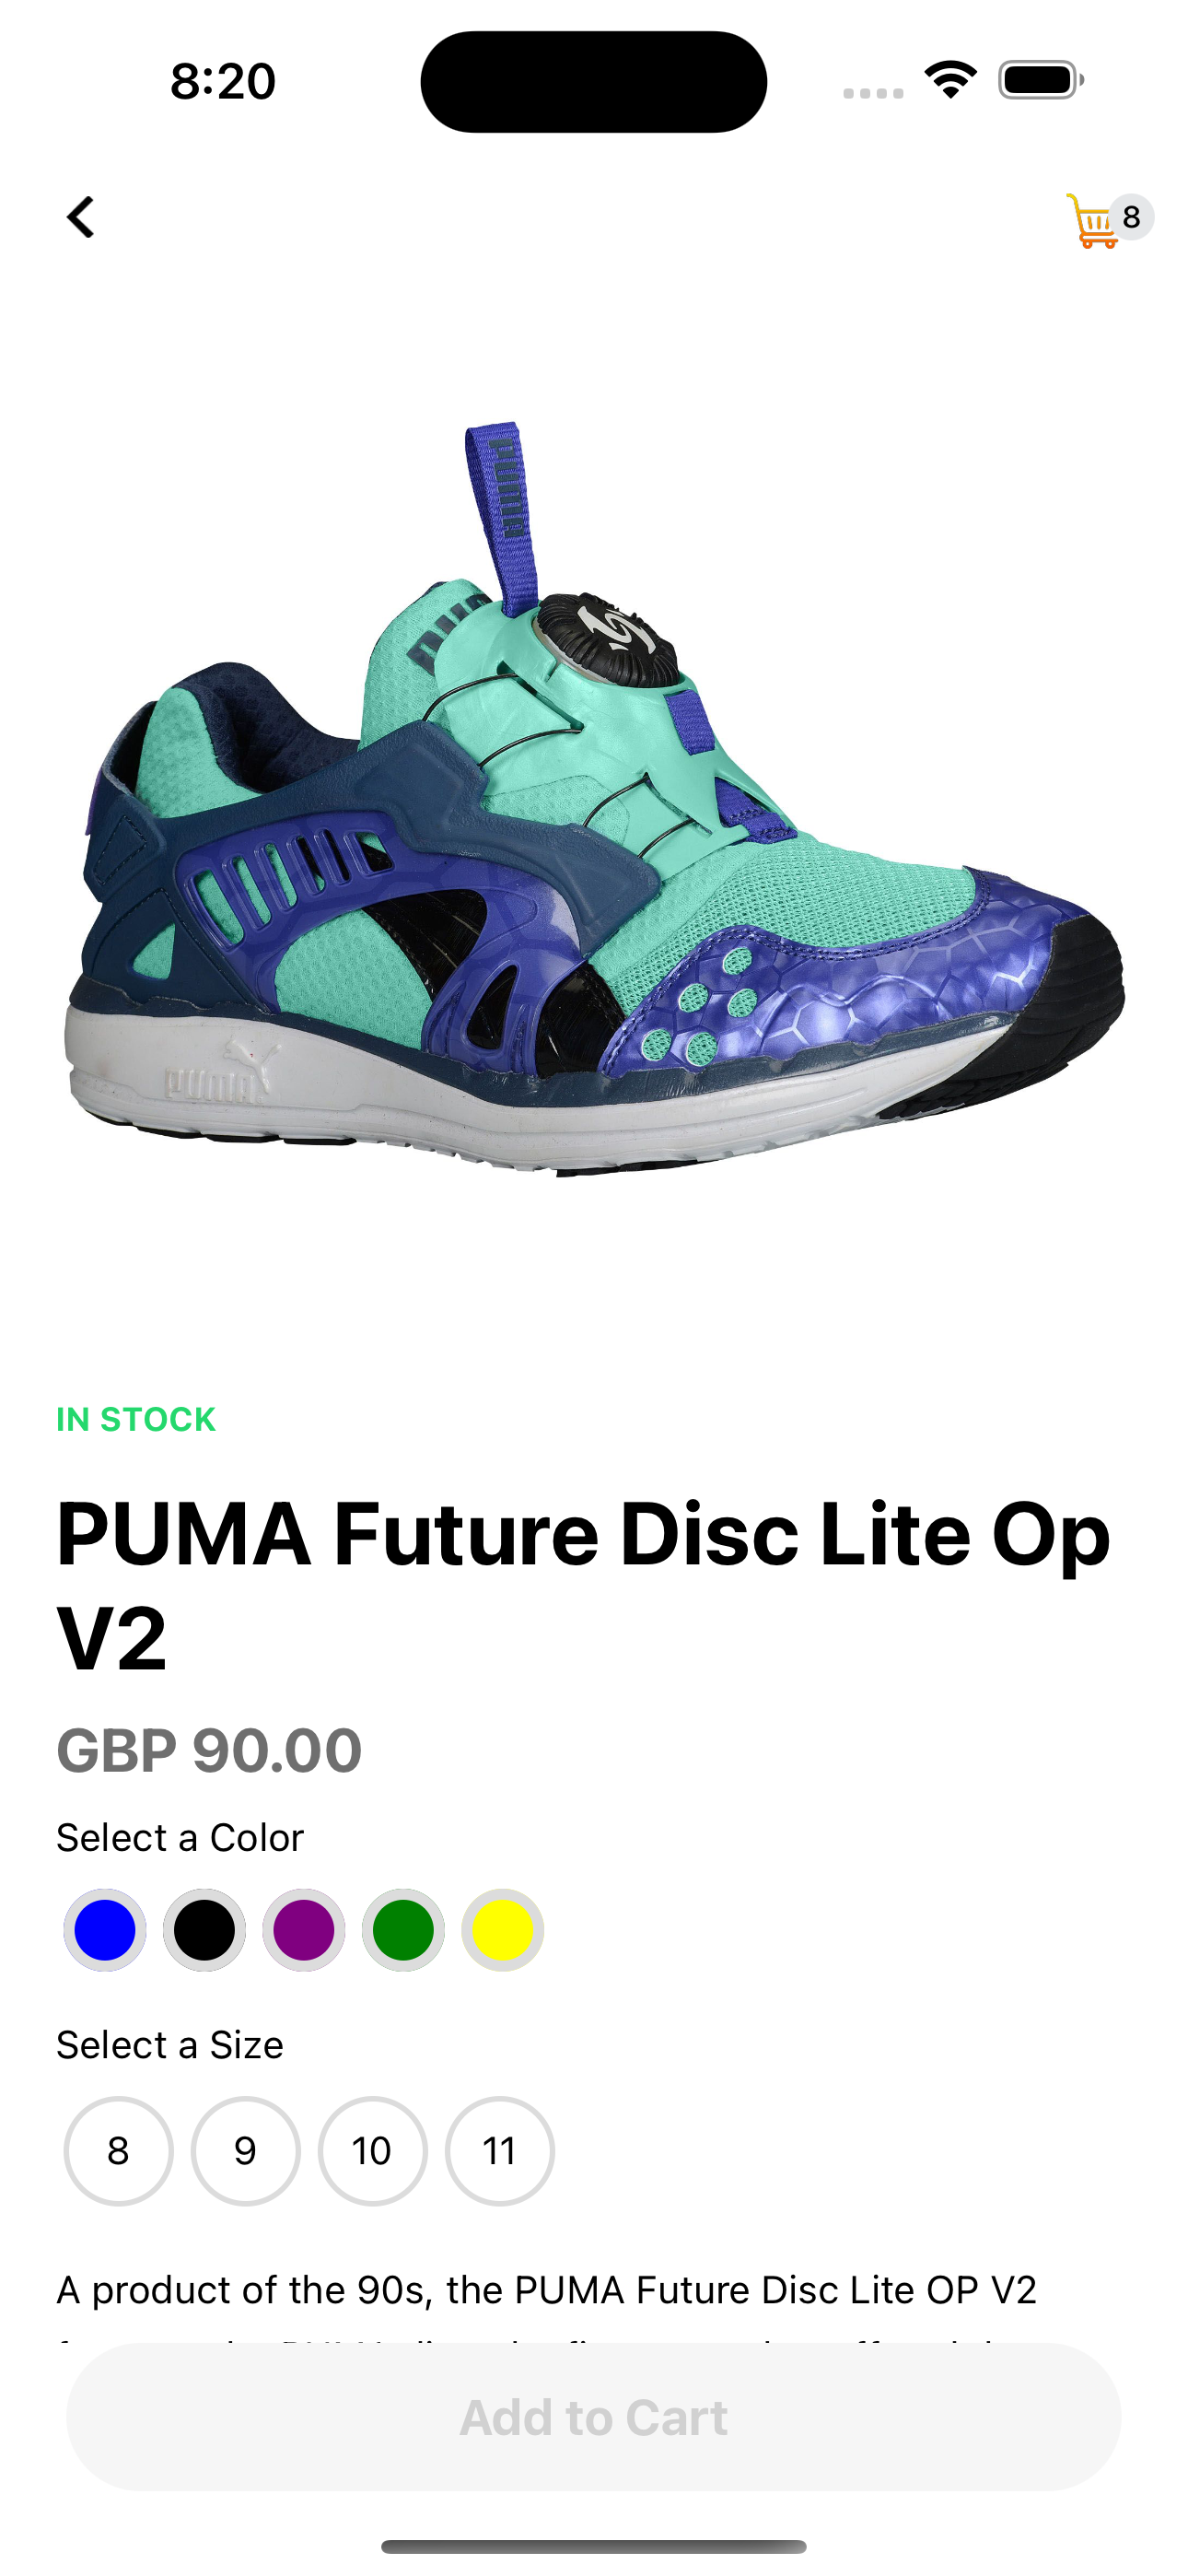 8:20
8
PUMA
PUMA
IN STOCK
PUMA Future Disc Lite Op
V2
GBP 90.00
Select a Color
Select a Size
8 9 10 11
A product of the 90s, the PUMA Future Disc Lite OP V2
Add to Cart